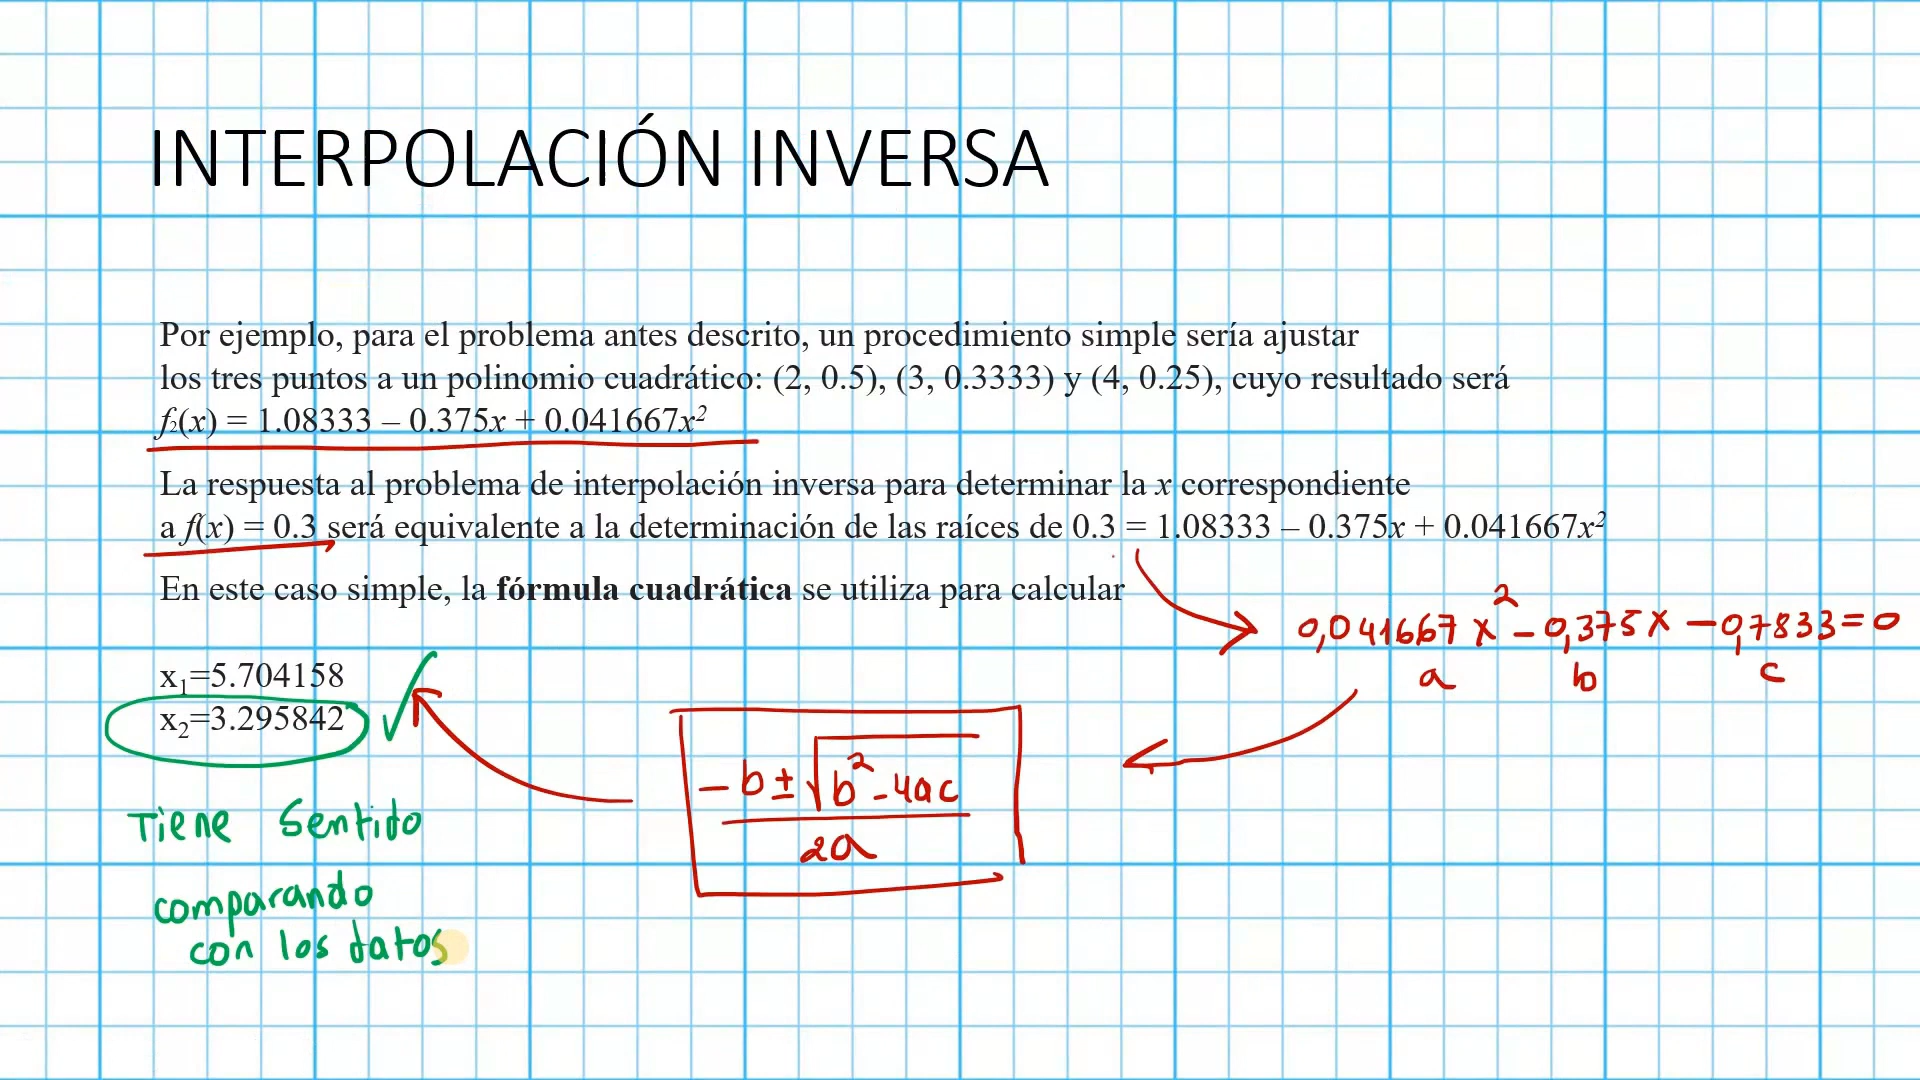 INTERPOLACIÓN INVERSA
Por ejemplo, para el problema antes descrito, un procedimiento simple sería ajustar
los tres puntos a un polinomio cuadrático: (2, 0.5), (3, 0.3333) y (4, 0.25), cuyo resultado será
f₂(x) = 1.08333 – 0.375x + 0.041667x²
La respuesta al problema de interpolación inversa para determinar la x correspondiente
a f(x) = 0.3 será equivalente a la determinación de las raíces de 0.3 = 1.08333 – 0.375x + 0.041667x²
En este caso simple, la fórmula cuadrática se utiliza para calcular
0,041667 x² – 0,375x – 0,7833 = 0
a b c
x₁=5.704158
x₂=3.295842
– b ± √b² - 4ac
2a
Tiene Sentido
comparando
con los datos